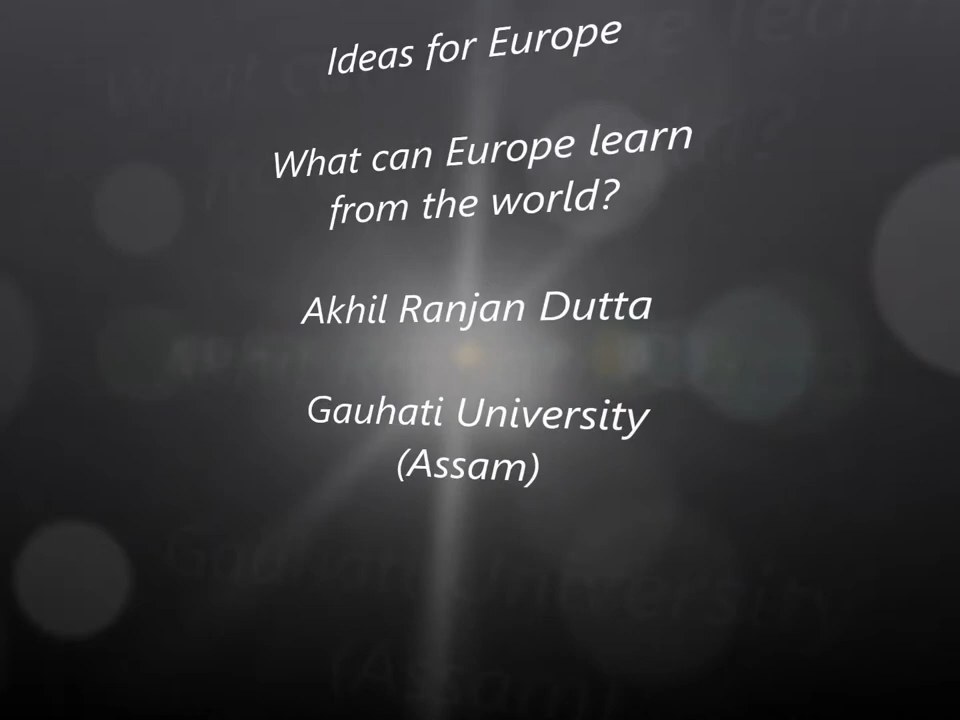 Ideas for Europe
What can Europe learn
from the world?
Akhil Ranjan Dutta
Gauhati University
(Assam)